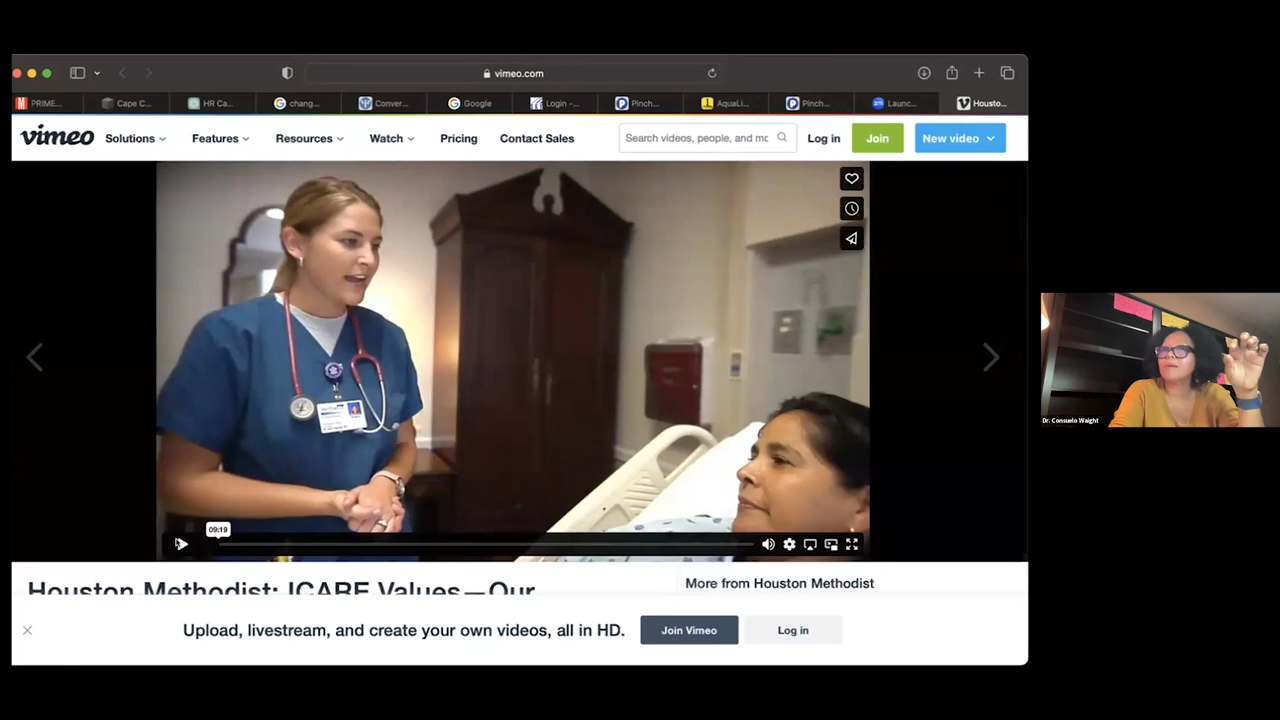 vimeo.com
PRIME...
Cape C...
HR Ca...
chang...
Conver...
Google
Login -...
Pinch...
AquaLi...
Pinch...
Launc...
Housto...
vimeo
Solutions
Features
Resources
Watch
Pricing
Contact Sales
Search videos, people, and mc
Log in
Join
New video
09:19
Houston Methodist: ICARE Values—Our
More from Houston Methodist
Upload, livestream, and create your own videos, all in HD.
Join Vimeo
Log in
Dr. Consuelo Waight